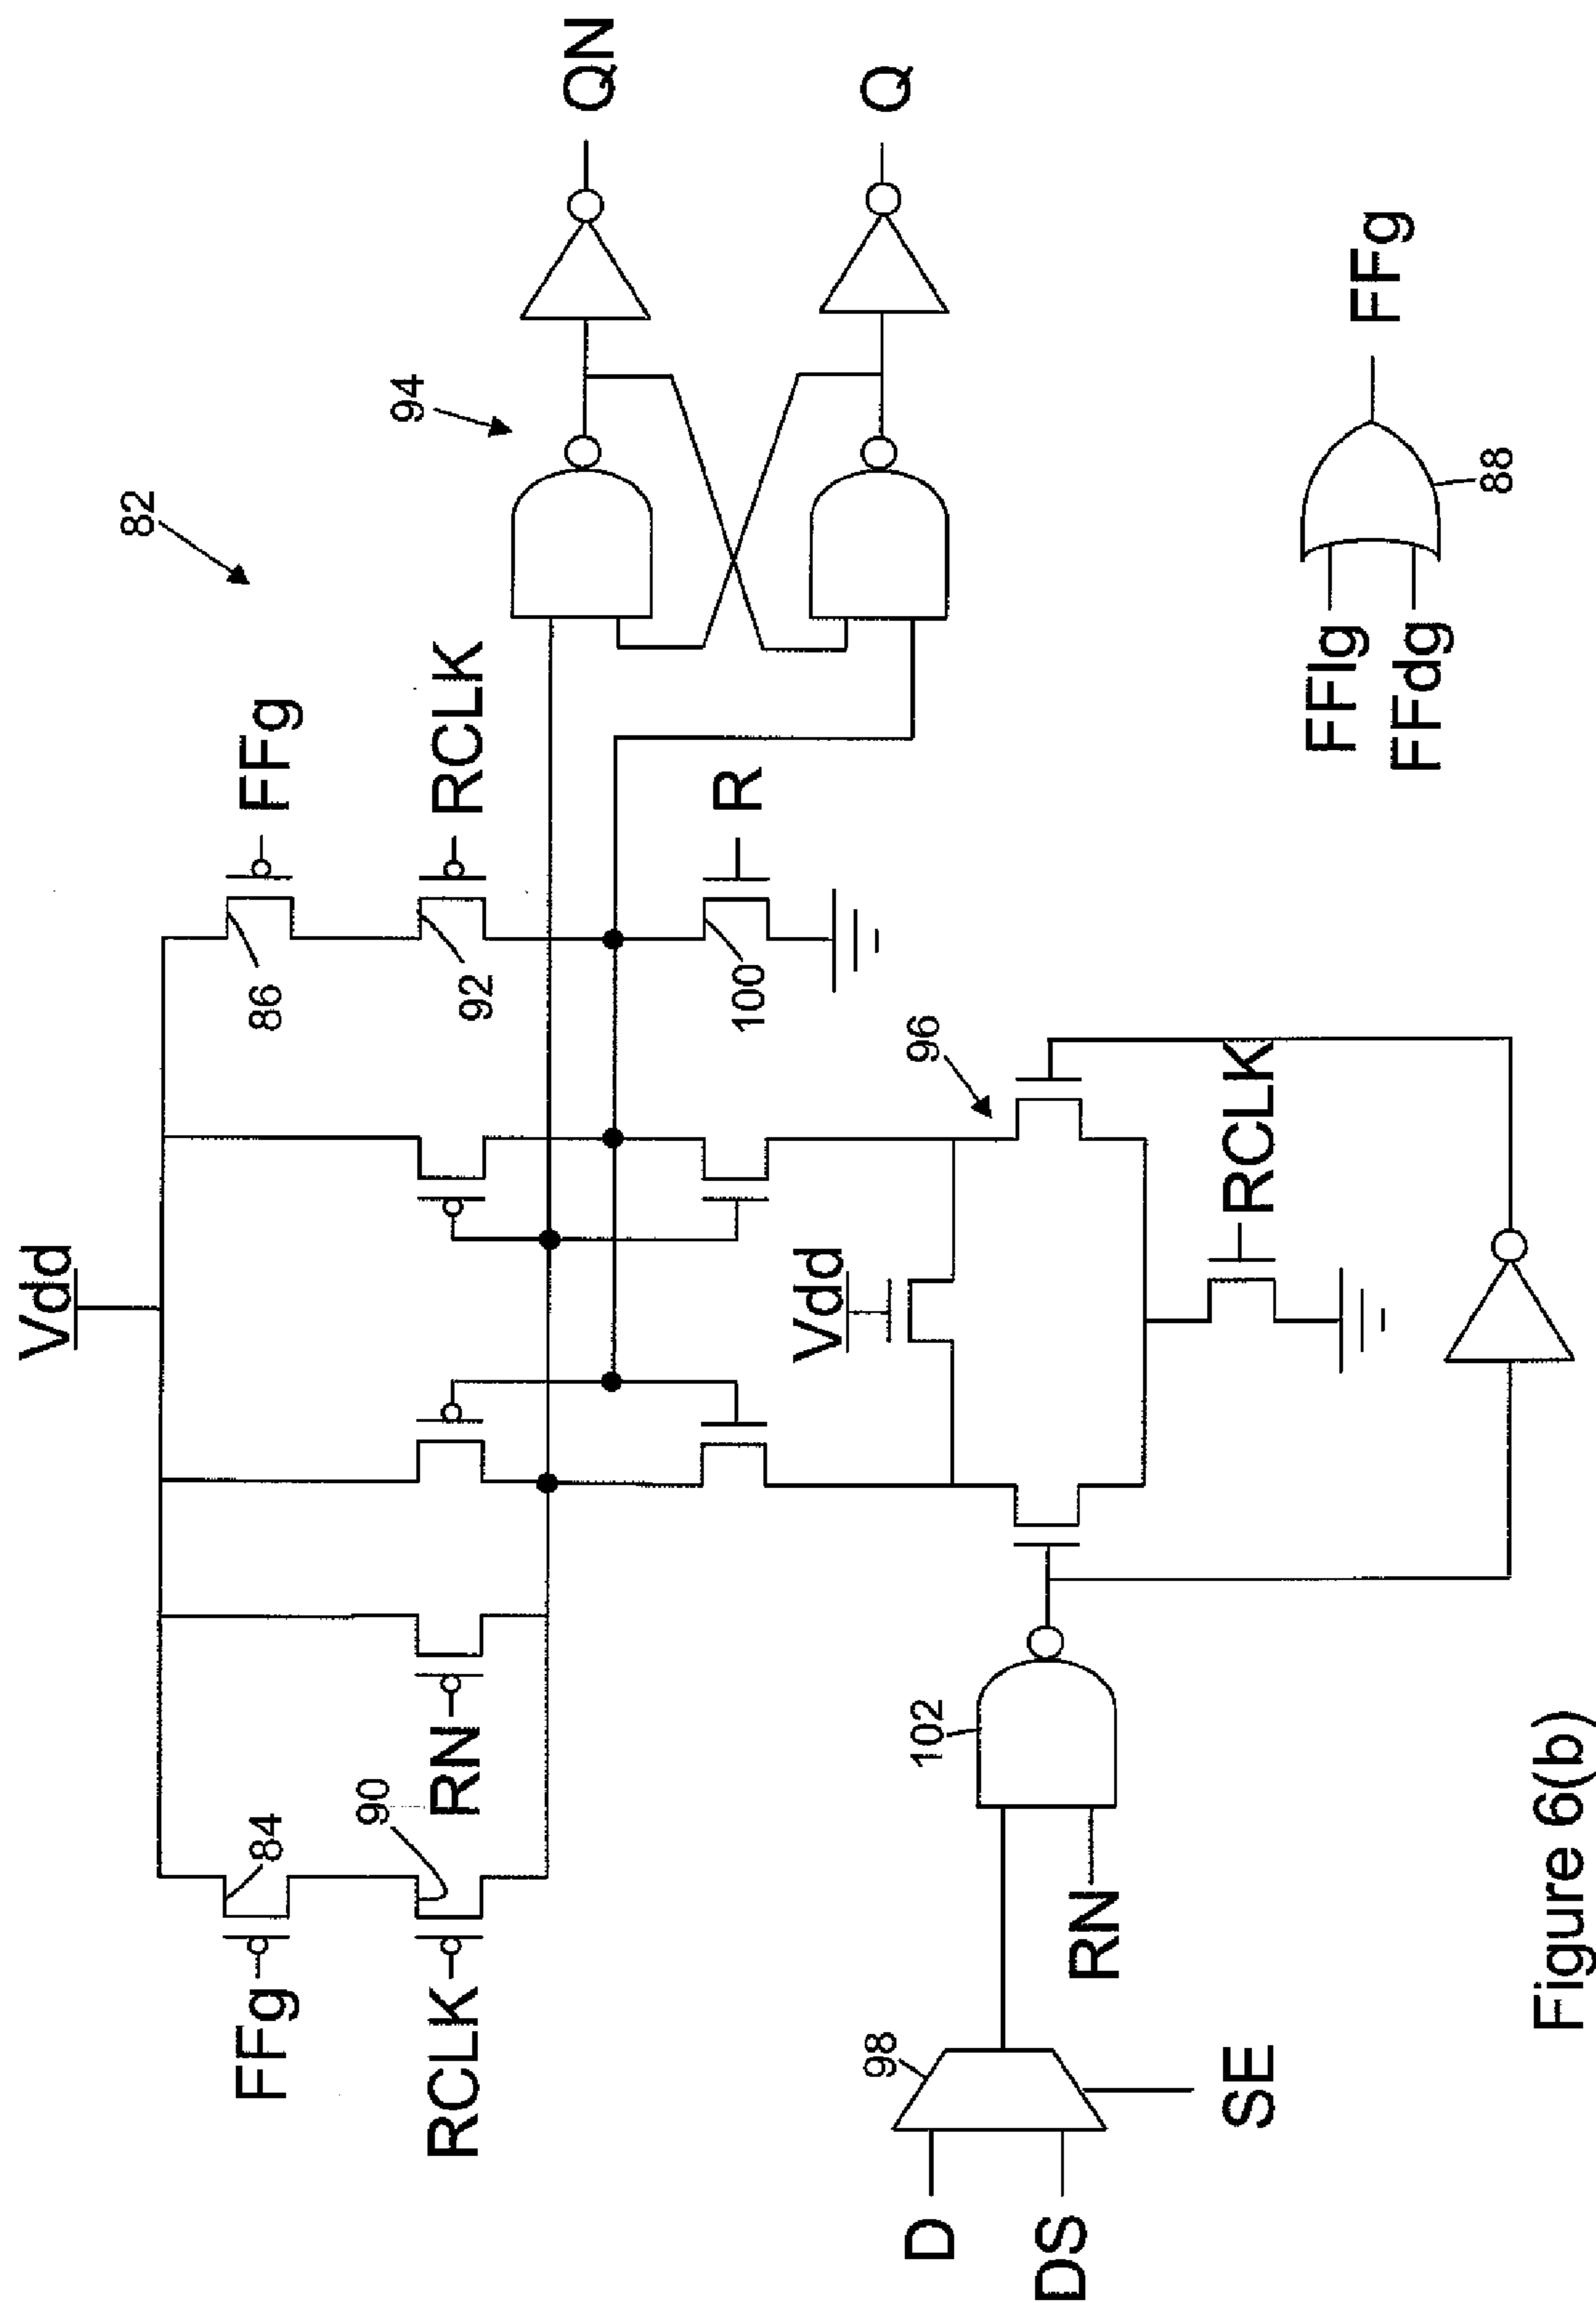 Vdd
82
FFg
84
RCLK
90
RN
Vdd
FFg
86
RCLK
92
R
100
94
QN
Q
96
RCLK
D
DS
98
SE
RN
102
FFlg
FFdg
88
FFg
Figure 6(b)